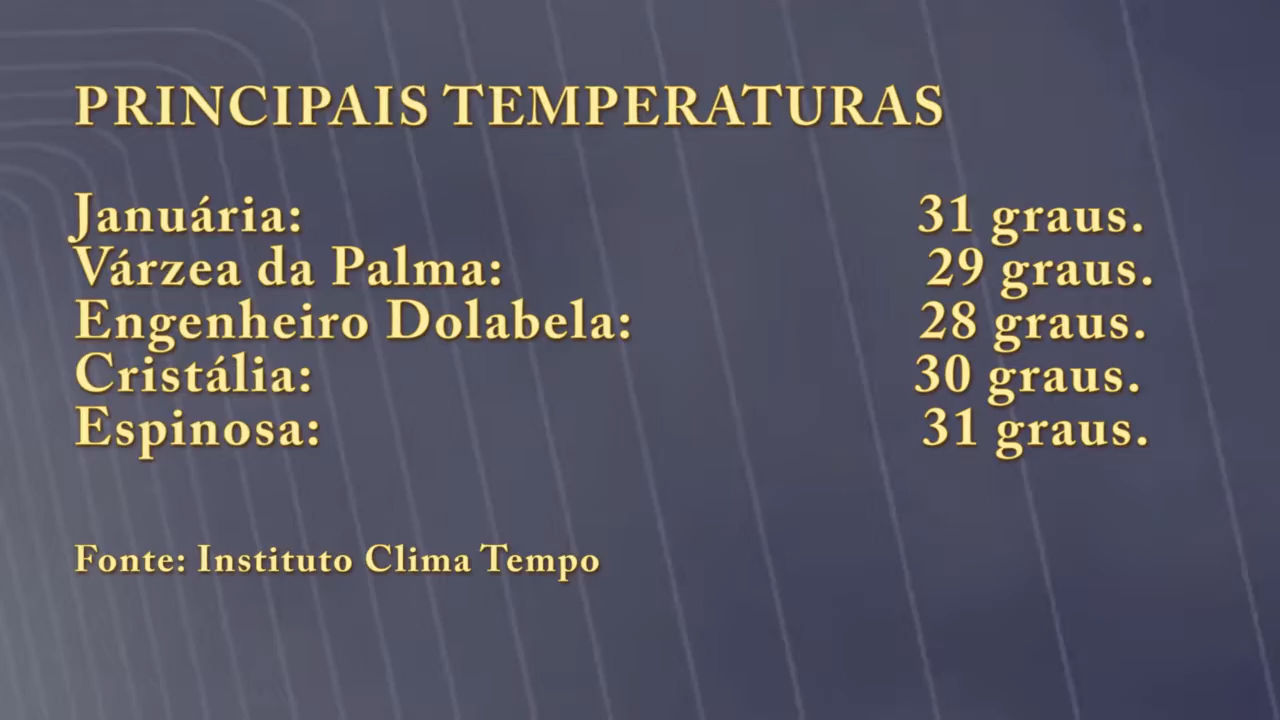 PRINCIPAIS TEMPERATURAS
Januária: 31 graus.
Várzea da Palma: 29 graus.
Engenheiro Dolabela: 28 graus.
Cristália: 30 graus.
Espinosa: 31 graus.
Fonte: Instituto Clima Tempo